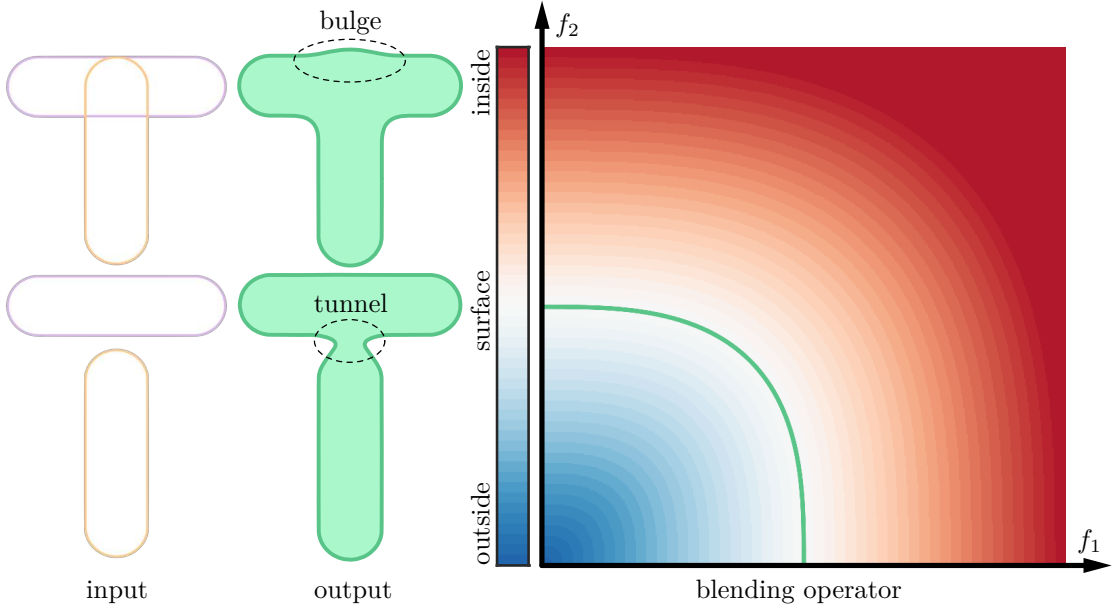 bulge
tunnel
input
output
inside
surface
outside
f₂
f₁
blending operator